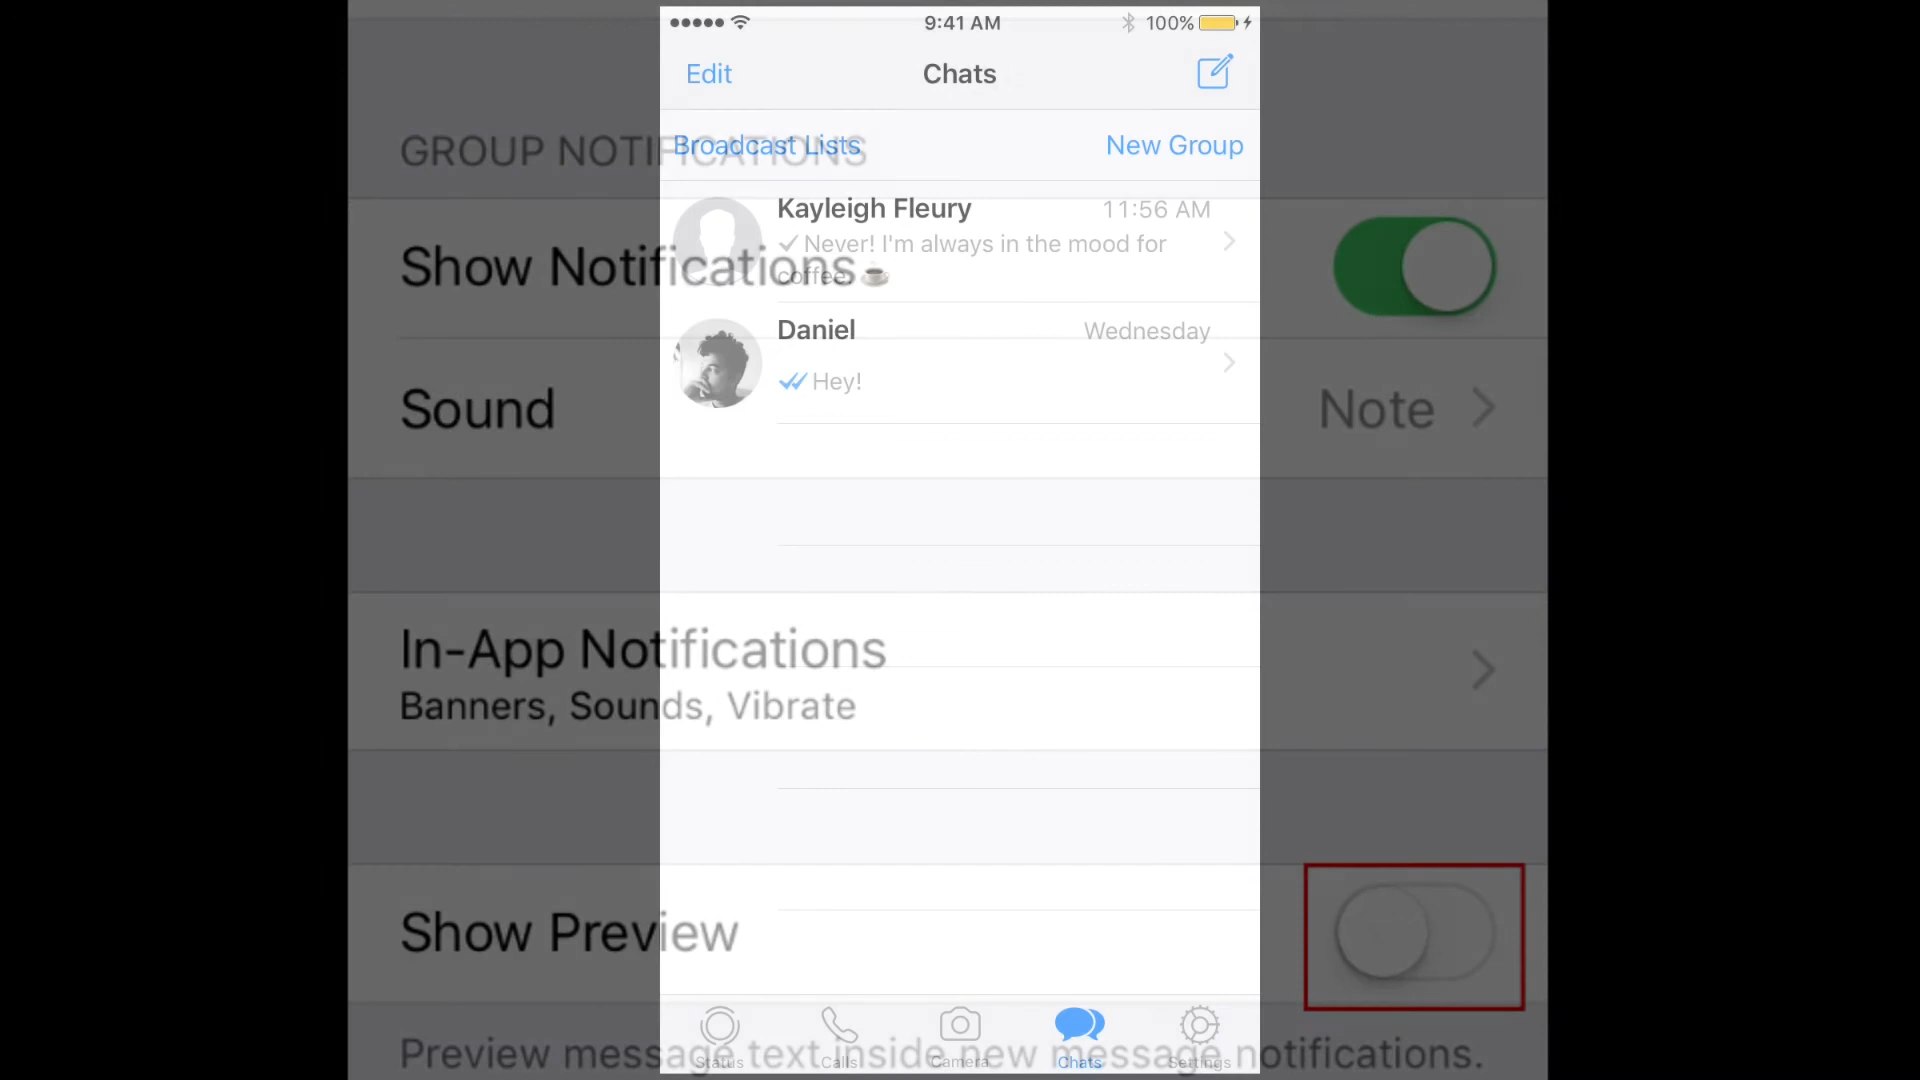 9:41 AM
100%
Edit
Chats
Broadcast Lists
New Group
Kayleigh Fleury
11:56 AM
Never! I'm always in the mood for
coffee. ☕
Daniel
Wednesday
Hey!
Status
Calls
Camera
Chats
Settings
GROUP NOTIFICATIONS
Show Notifications
Sound
Note
In-App Notifications
Banners, Sounds, Vibrate
Show Preview
Preview message text inside new message notifications.